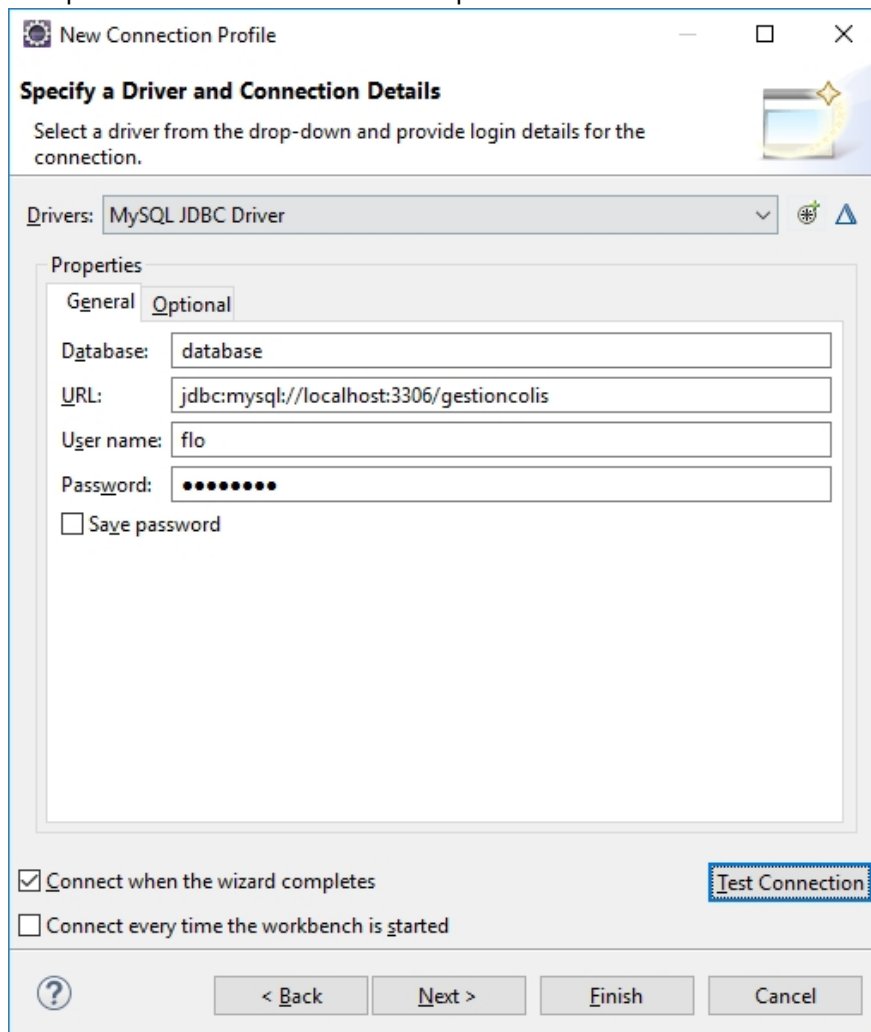 New Connection Profile
Specify a Driver and Connection Details
Select a driver from the drop-down and provide login details for the
connection.
Drivers: MySQL JDBC Driver
Properties
General Optional
Database: database
URL: jdbc:mysql://localhost:3306/gestioncolis
User name: flo
Password: ●●●●●●●●
Save password
Connect when the wizard completes
Test Connection
Connect every time the workbench is started
? < Back Next > Finish Cancel